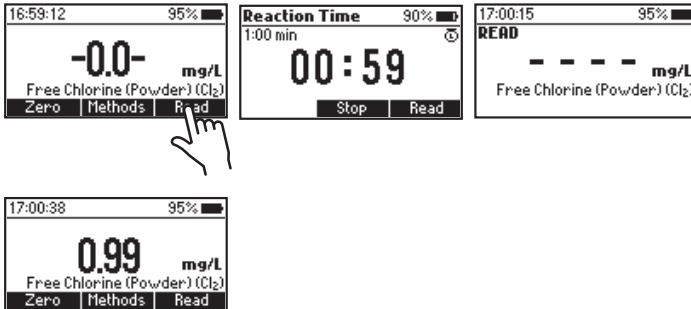 16:59:12 95%
-0.0- mg/L
Free Chlorine (Powder) (Cl₂)
Zero Methods Read
Reaction Time 90%
1:00 min
00:59
Stop Read
17:00:15 95%
READ
- - - - mg/L
Free Chlorine (Powder) (Cl₂)
17:00:38 95%
0.99 mg/L
Free Chlorine (Powder) (Cl₂)
Zero Methods Read